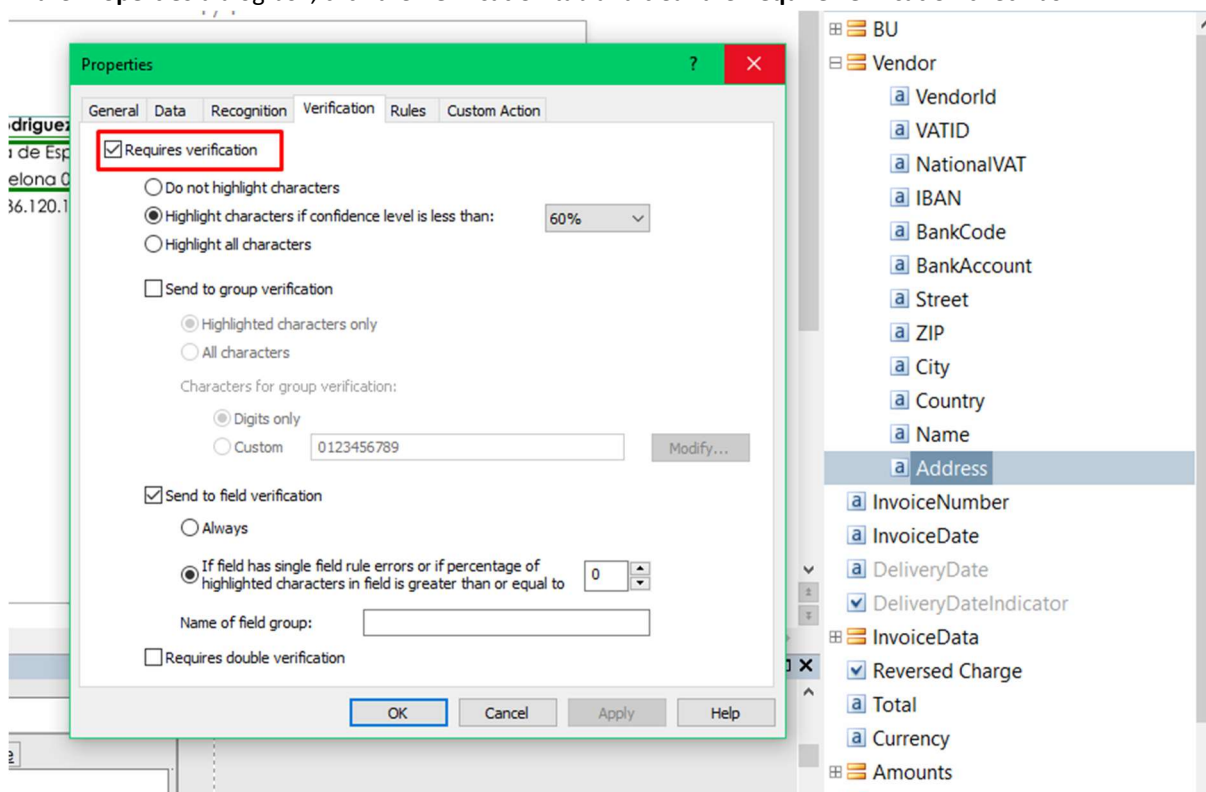 Properties
?
General Data Recognition Verification Rules Custom Action
Requires verification
Do not highlight characters
Highlight characters if confidence level is less than: 60%
Highlight all characters
Send to group verification
Highlighted characters only
All characters
Characters for group verification:
Digits only
Custom 0123456789 Modify...
Send to field verification
Always
If field has single field rule errors or if percentage of
highlighted characters in field is greater than or equal to 0
Name of field group:
Requires double verification
OK Cancel Apply Help
BU
Vendor
VendorId
VATID
NationalVAT
IBAN
BankCode
BankAccount
Street
ZIP
City
Country
Name
Address
InvoiceNumber
InvoiceDate
DeliveryDate
DeliveryDateIndicator
InvoiceData
Reversed Charge
Total
Currency
Amounts